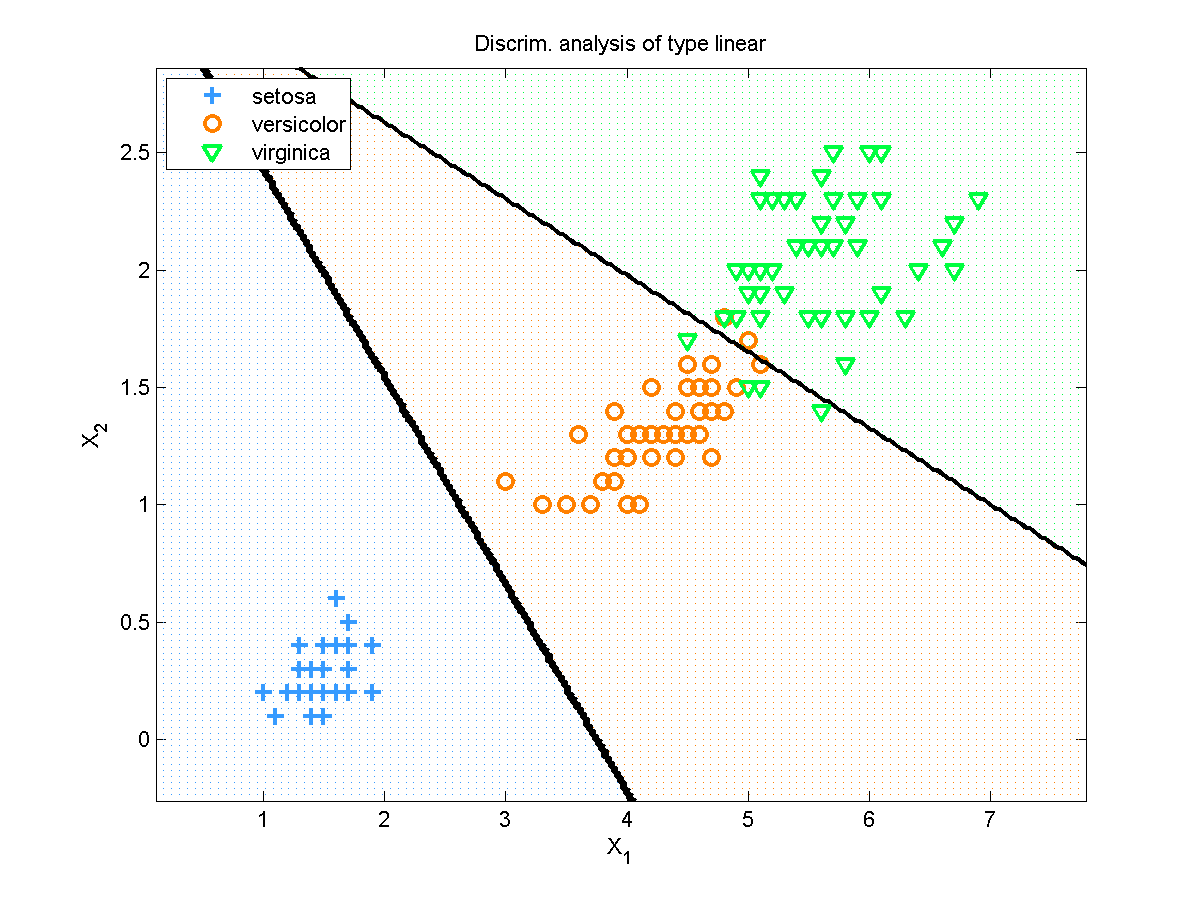 Discrim. analysis of type linear
setosa
versicolor
virginica
2.5
2
1.5
1
0.5
0
X2
1 2 3 4 5 6 7
X1